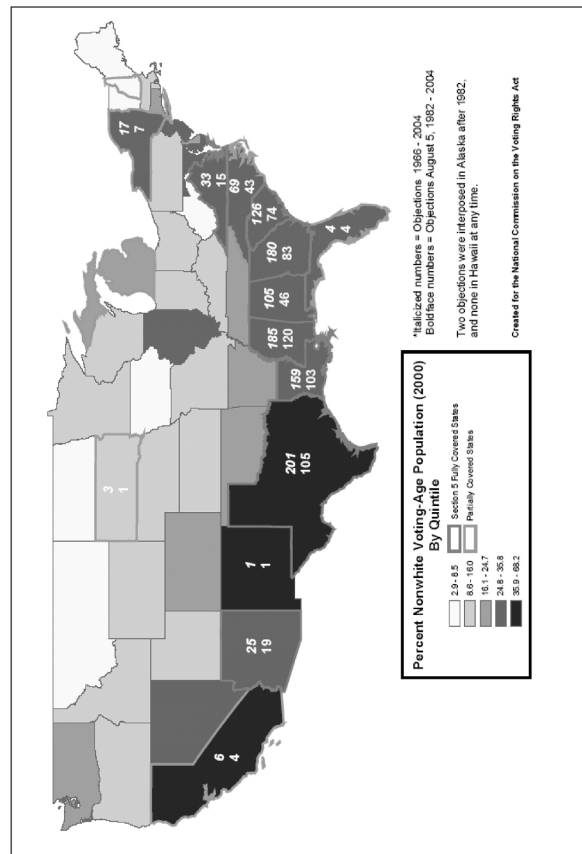 17
7
33
15
69
43
126
74
180
83
4
4
105
46
185
120
159
103
201
105
3
1
1
1
25
19
6
4
Percent Nonwhite Voting-Age Population (2000)
By Quintile
2.9 - 8.5
8.6 - 16.0
16.1 - 24.7
24.8 - 35.8
35.9 - 68.2
Section 5 Fully Covered States
Partially Covered States
*Italicized numbers = Objections 1966 - 2004
Boldface numbers = Objections August 5, 1982 - 2004
Two objections were interposed in Alaska after 1982,
and none in Hawaii at any time.
Created for the National Commission on the Voting Rights Act